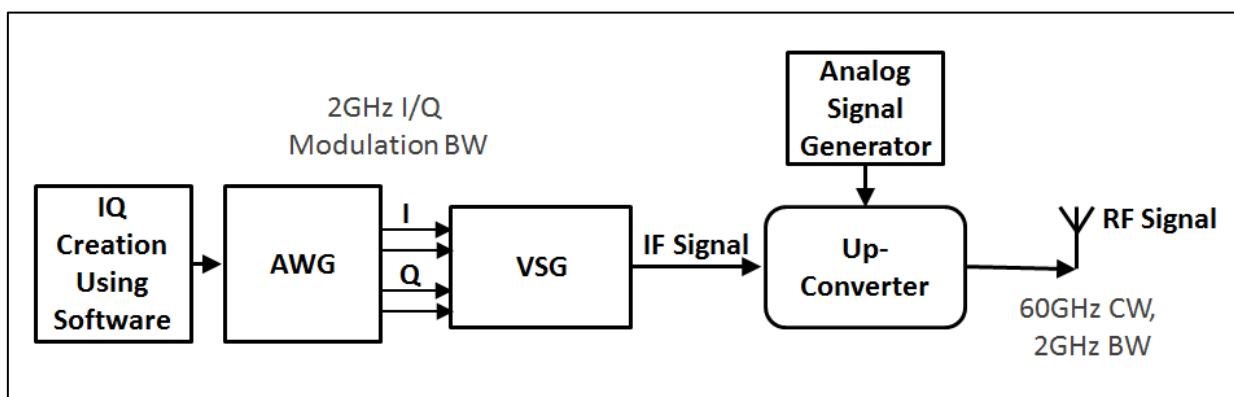 2GHz I/Q
Modulation BW
Analog
Signal
Generator
IQ
Creation
Using
Software
AWG
I
Q
VSG
IF Signal
Up-
Converter
RF Signal
60GHz CW,
2GHz BW